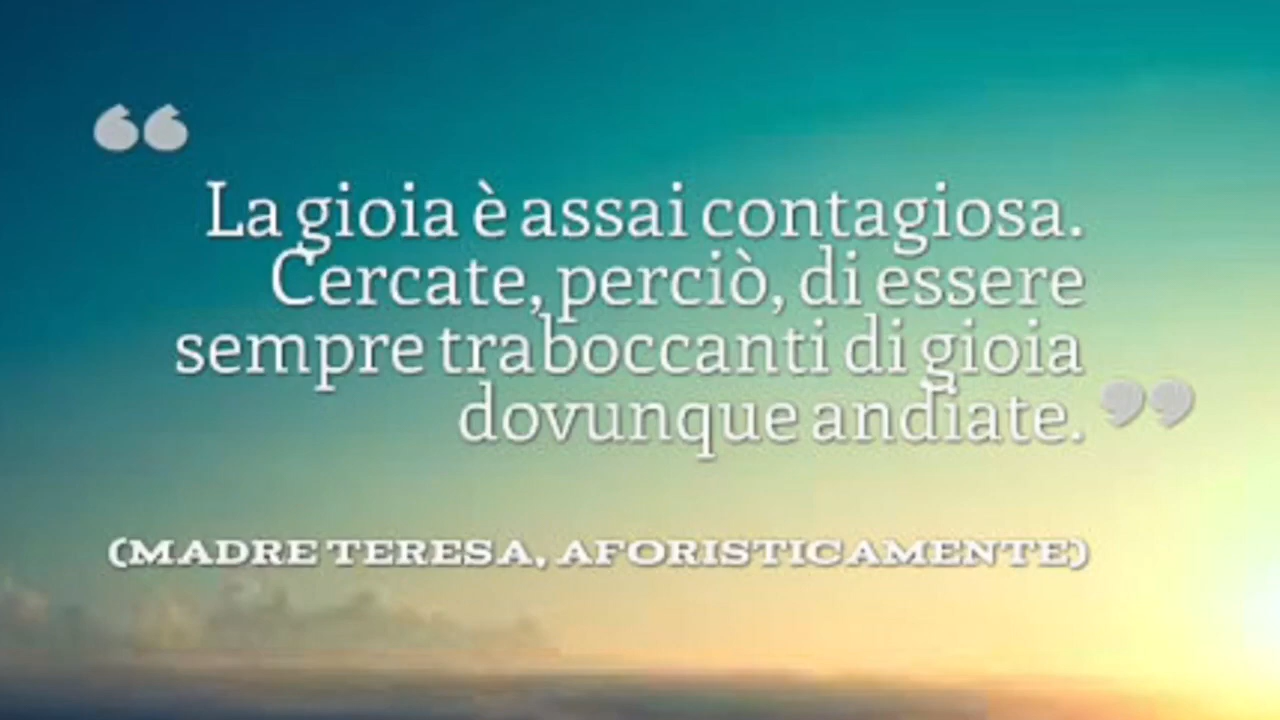 “
La gioia è assai contagiosa.
Cercate, perciò, di essere
sempre traboccanti di gioia
dovunque andiate. ”
(MADRE TERESA, AFORISTICAMENTE)